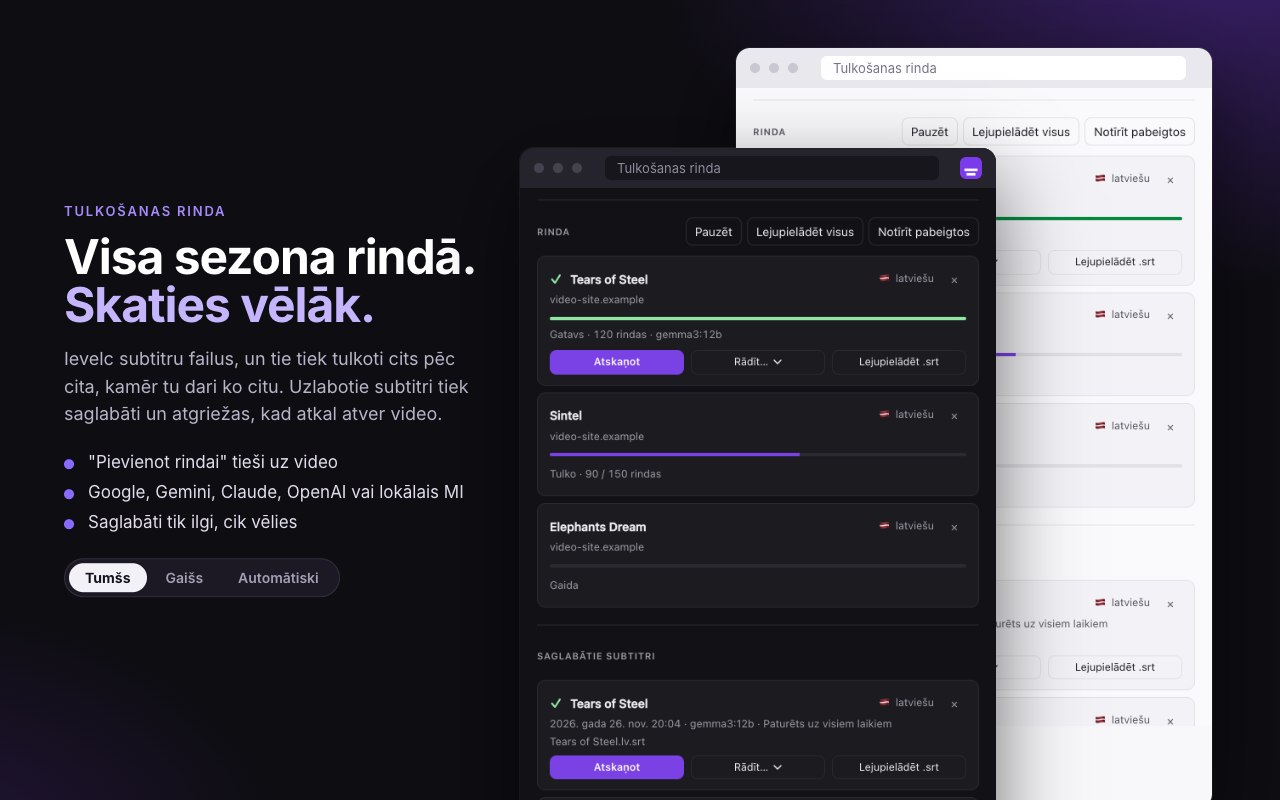 TULKOŠANAS RINDA
Visa sezona rindā.
Skaties vēlāk.
Ievelc subtitru failus, un tie tiek tulkoti cits pēc
cita, kamēr tu dari ko citu. Uzlabotie subtitri tiek
saglabāti un atgriežas, kad atkal atver video.
"Pievienot rindai" tieši uz video
Google, Gemini, Claude, OpenAI vai lokālais MI
Saglabāti tik ilgi, cik vēlies
Tumšs Gaišs Automātiski
Tulkošanas rinda
RINDA Pauzēt Lejupielādēt visus Notīrīt pabeigtos
latviešu ×
Lejupielādēt .srt
latviešu ×
latviešu ×
latviešu ×
urēts uz visiem laikiem
Lejupielādēt .srt
latviešu ×
Tulkošanas rinda
RINDA Pauzēt Lejupielādēt visus Notīrīt pabeigtos
Tears of Steel latviešu ×
video-site.example
Gatavs · 120 rindas · gemma3:12b
Atskaņot Rādīt... Lejupielādēt .srt
Sintel latviešu ×
video-site.example
Tulko · 90 / 150 rindas
Elephants Dream latviešu ×
video-site.example
Gaida
SAGLABĀTIE SUBTITRI
Tears of Steel latviešu ×
2026. gada 26. nov. 20:04 · gemma3:12b · Paturēts uz visiem laikiem
Tears of Steel.lv.srt
Atskaņot Rādīt... Lejupielādēt .srt